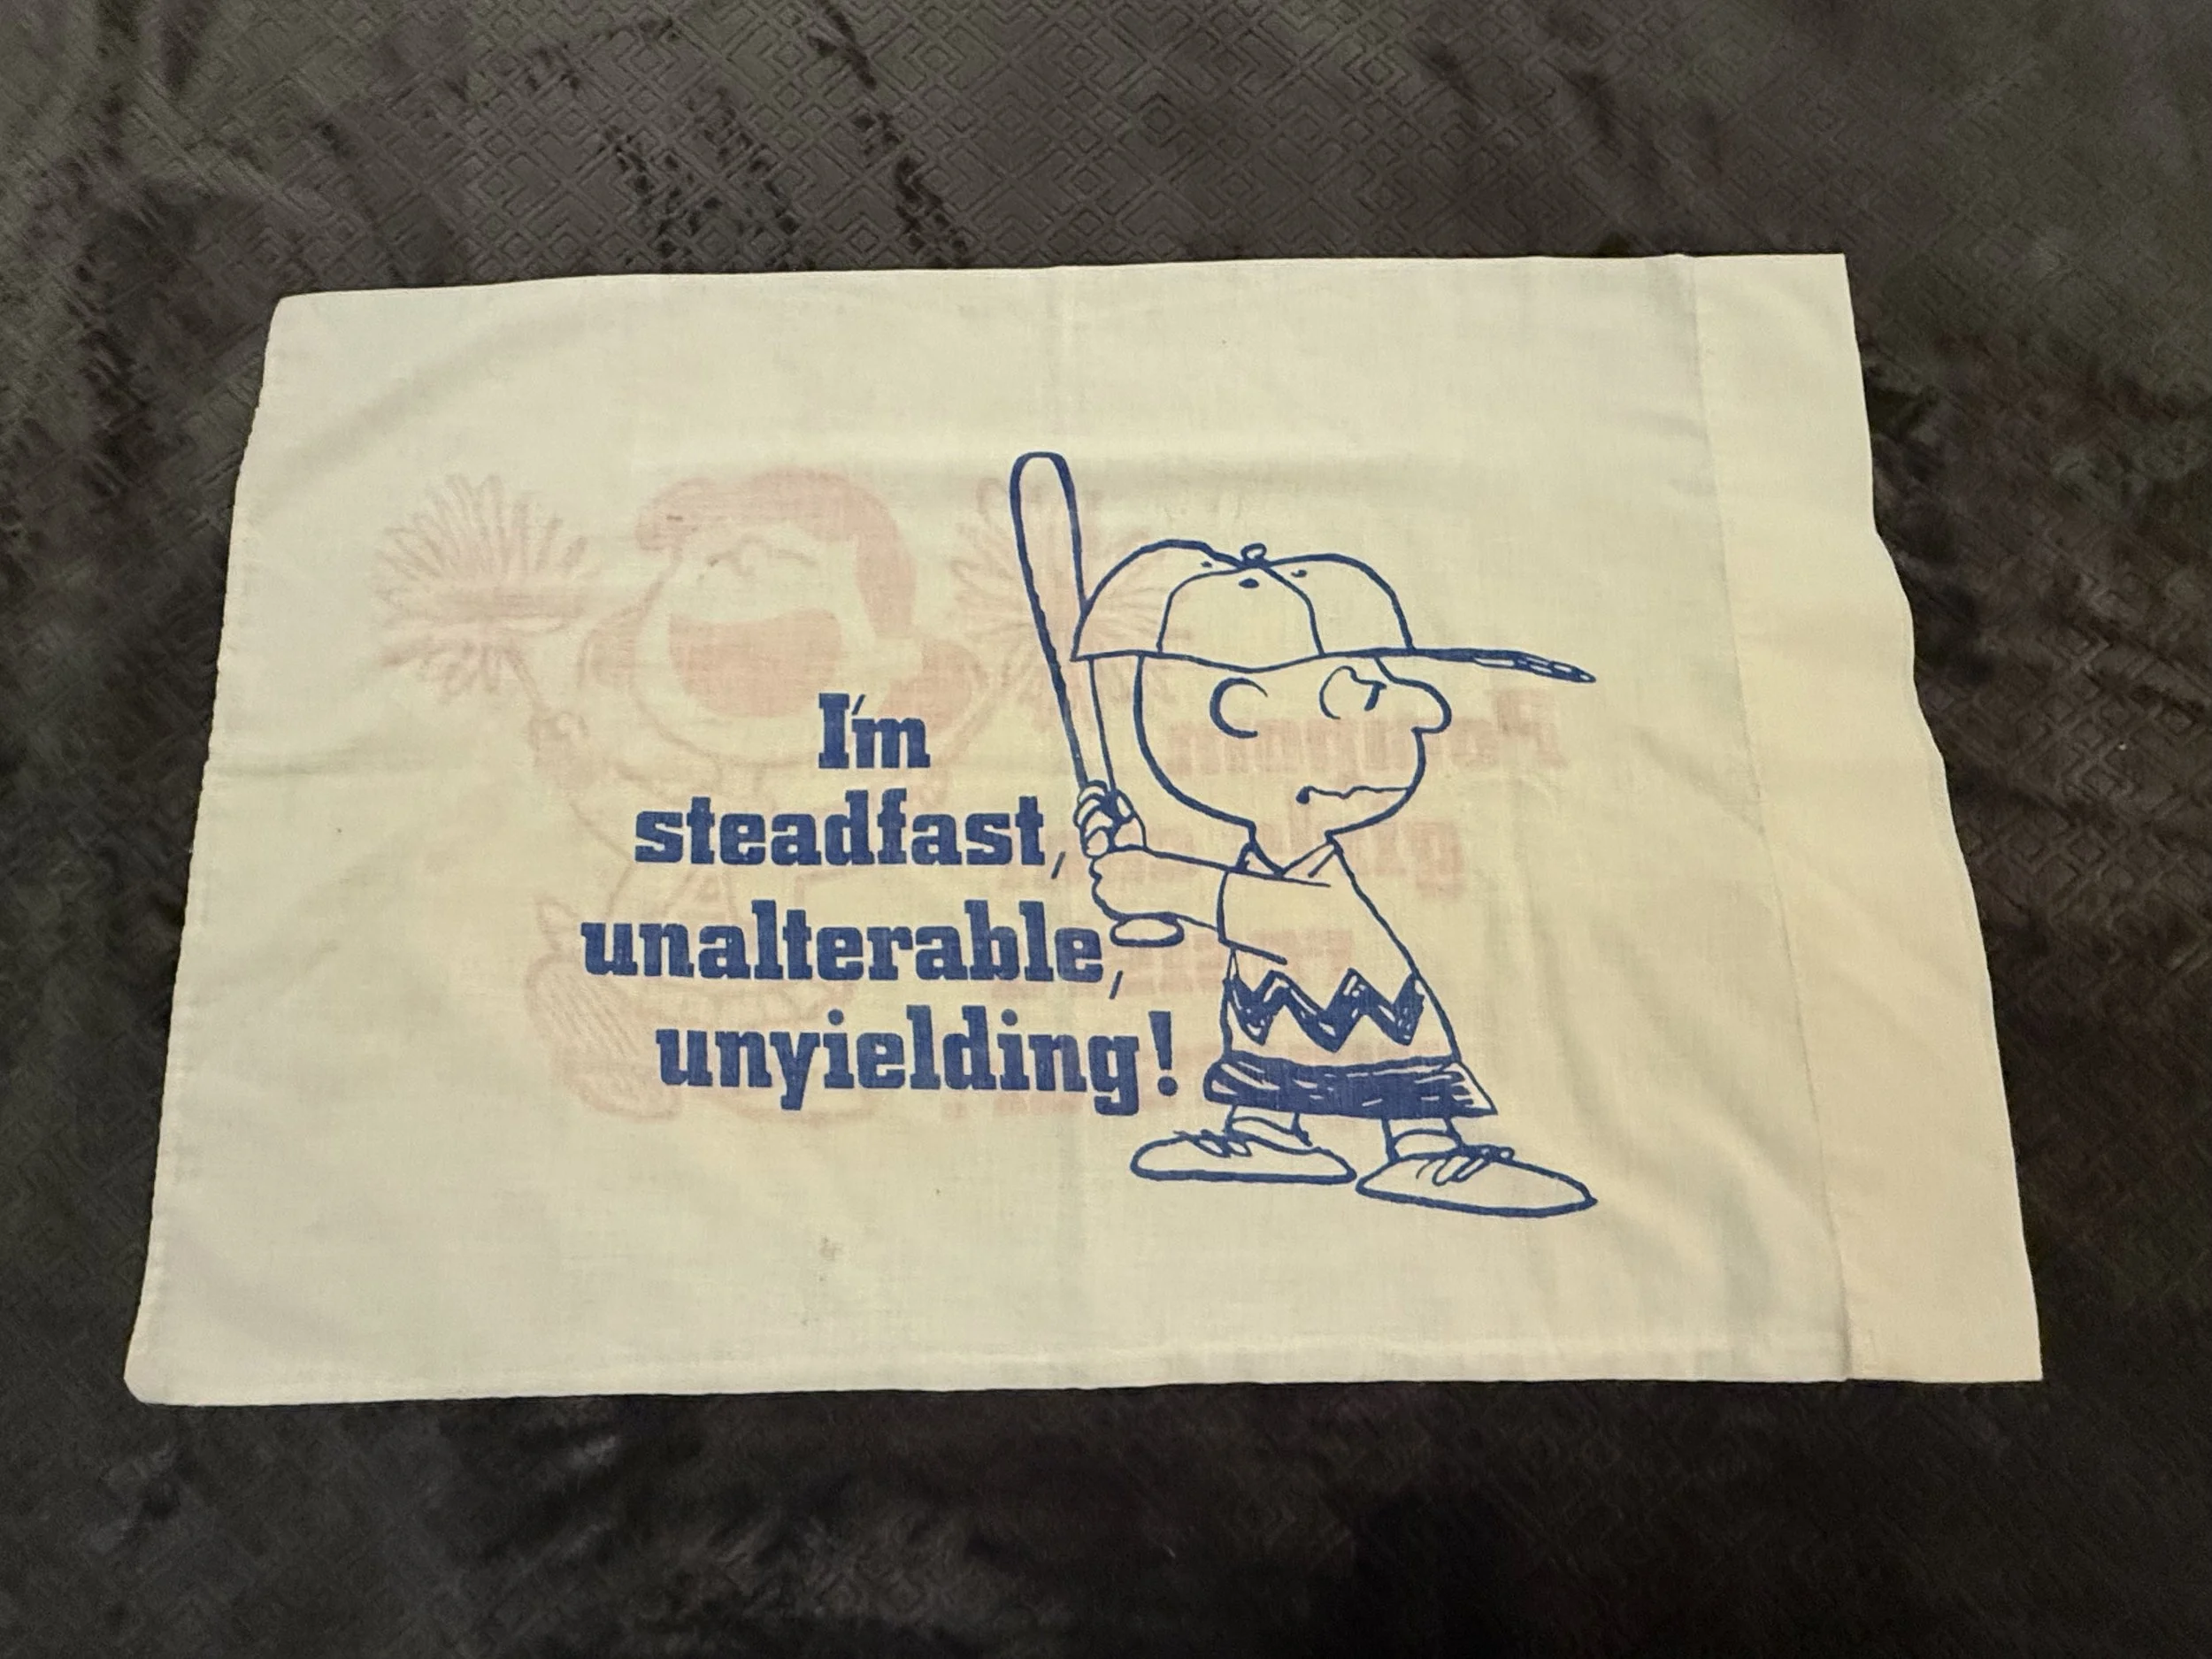 I'm
steadfast,
unalterable,
unyielding!